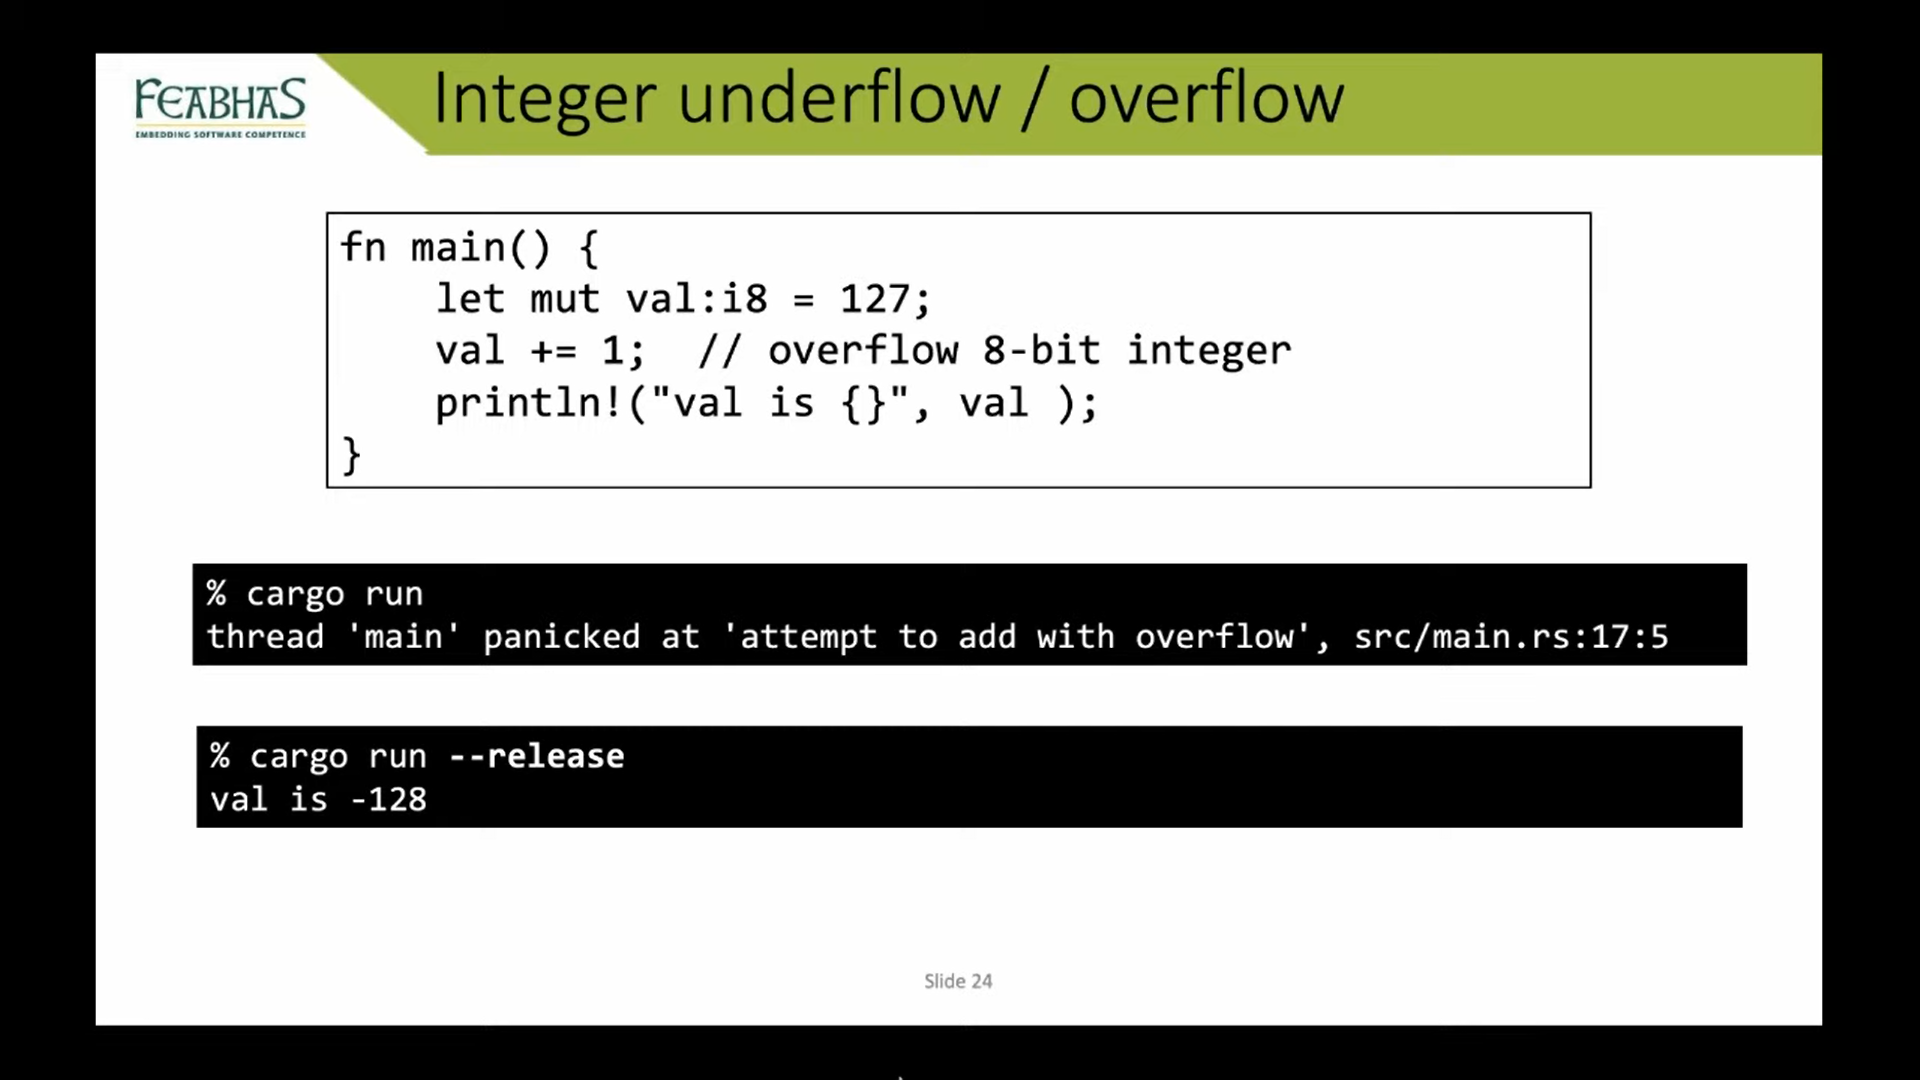 FEABHAS
EMBEDDING SOFTWARE COMPETENCE
Integer underflow / overflow
fn main() {
    let mut val:i8 = 127;
    val += 1;  // overflow 8-bit integer
    println!("val is {}", val );
}
% cargo run
thread 'main' panicked at 'attempt to add with overflow', src/main.rs:17:5
% cargo run --release
val is -128
Slide 24